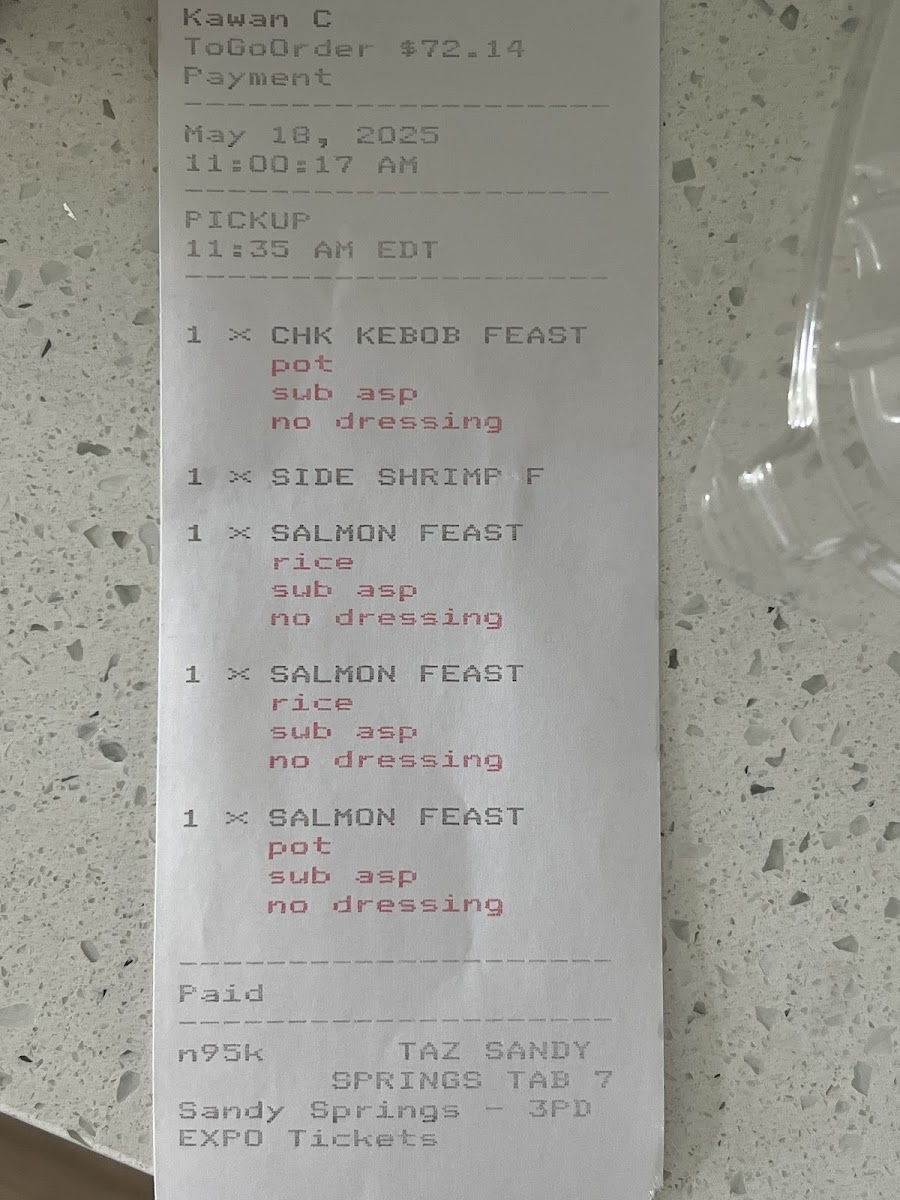 Kawan C
ToGoOrder $72.14
Payment
--------------------
May 18, 2025
11:00:17 AM
--------------------
PICKUP
11:35 AM EDT
--------------------
1 × CHK KEBOB FEAST
pot
sub asp
no dressing
1 × SIDE SHRIMP F
1 × SALMON FEAST
rice
sub asp
no dressing
1 × SALMON FEAST
rice
sub asp
no dressing
1 × SALMON FEAST
pot
sub asp
no dressing
--------------------
Paid
--------------------
n95k TAZ SANDY
SPRINGS TAB 7
Sandy Springs - 3PD
EXPO Tickets